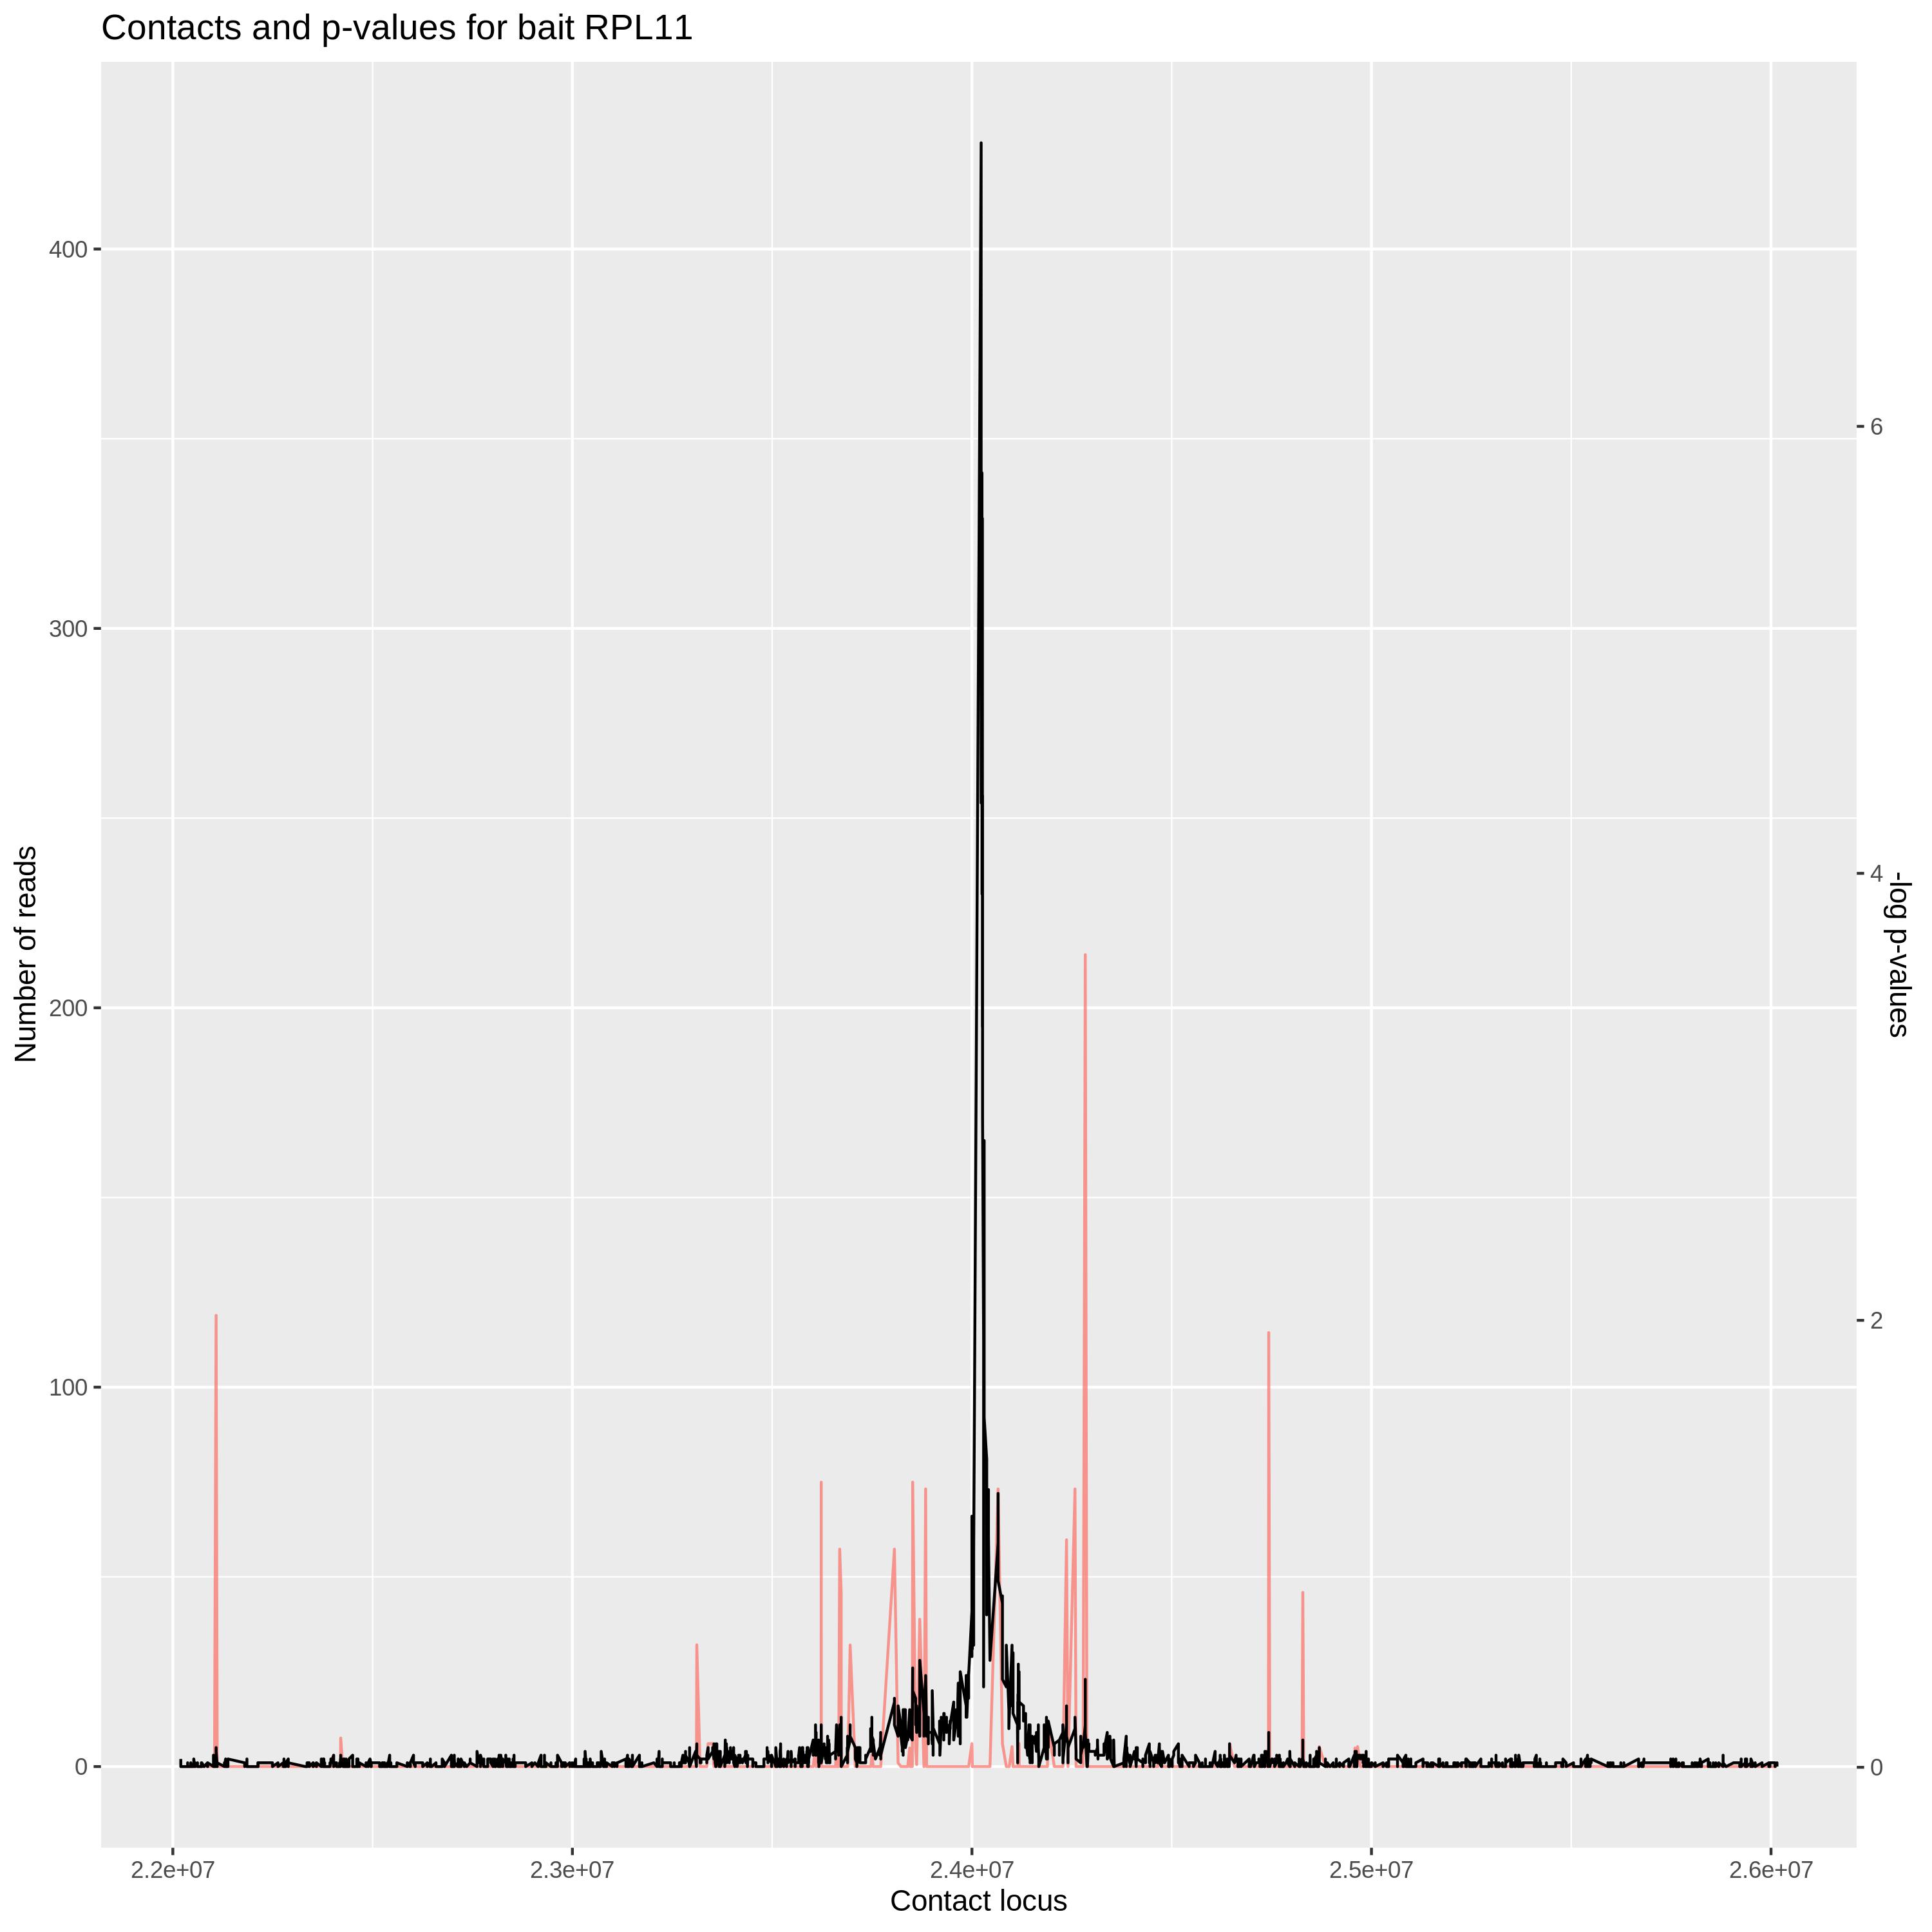 Contacts and p-values for bait RPL11
400
300
200
100
0
Number of reads
6
4
2
0
-log p-values
2.2e+07 2.3e+07 2.4e+07 2.5e+07 2.6e+07
Contact locus